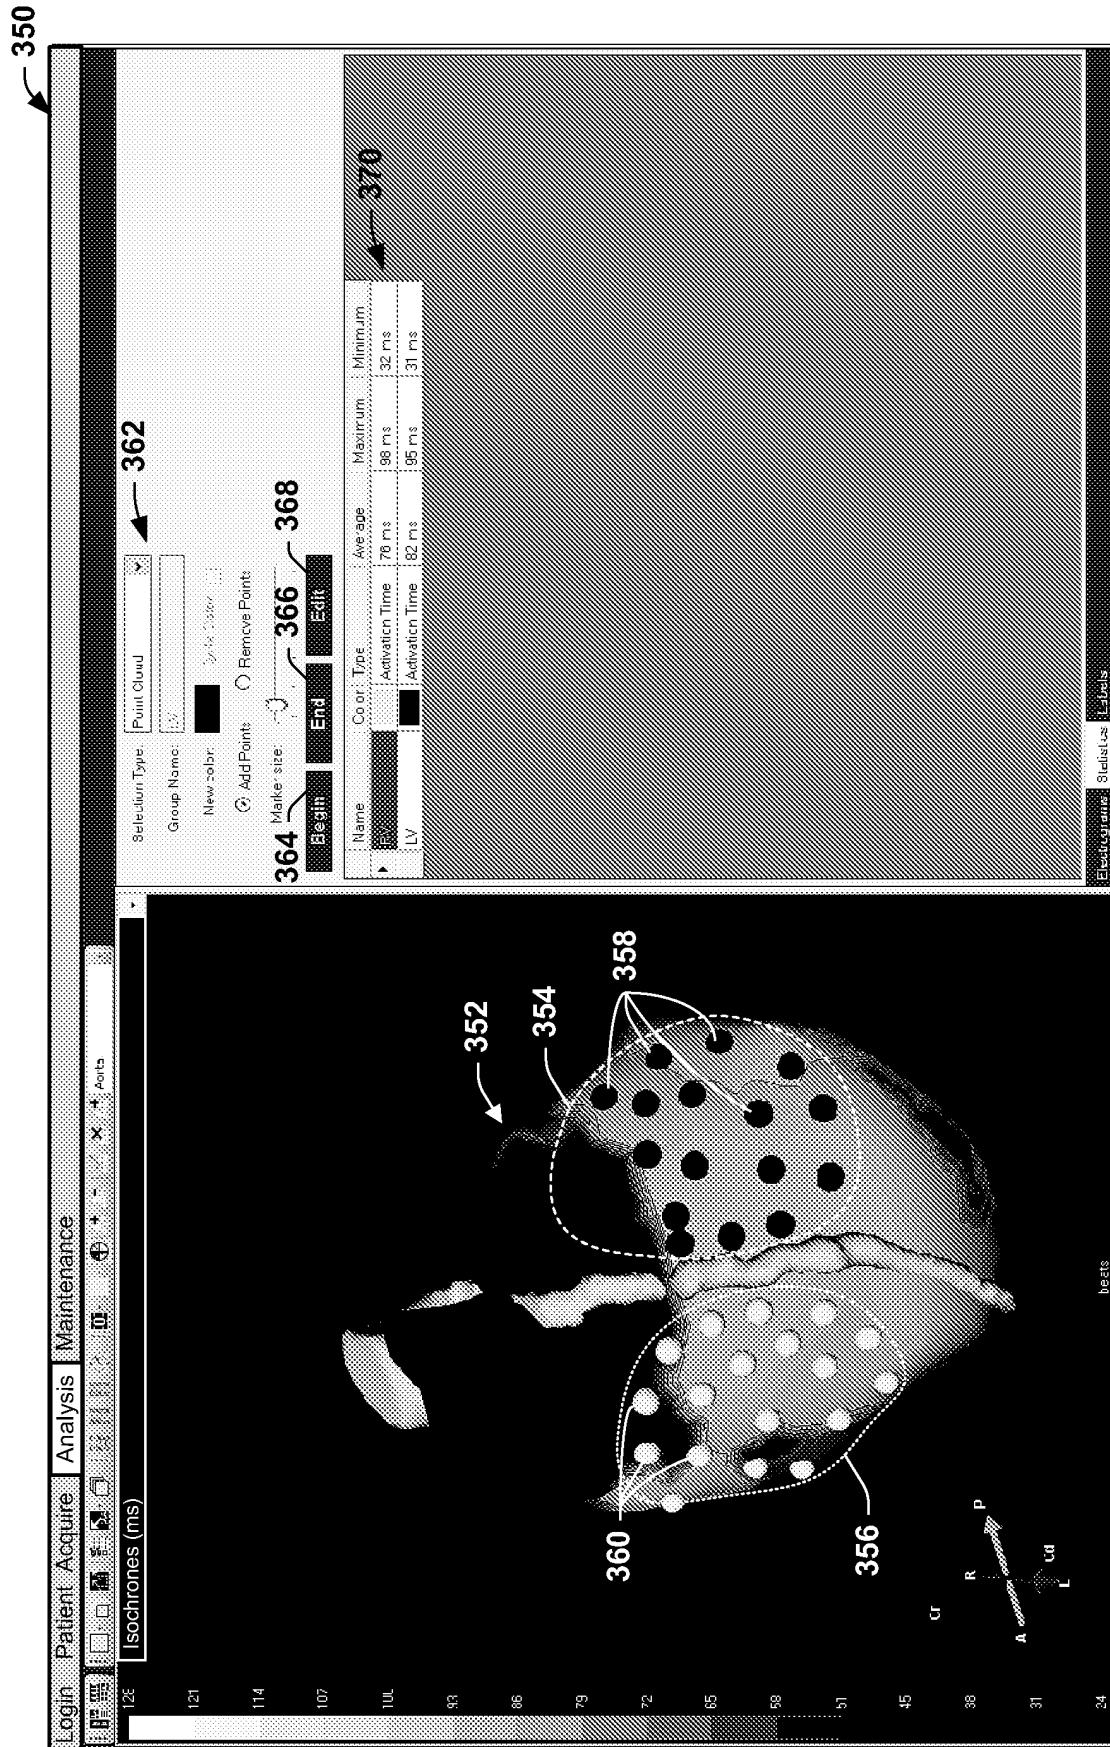 350
Login Patient Acquire Analysis Maintenance
Aorta
Isochrones (ms)
121
114
107
93
86
79
72
65
58
51
45
38
31
24
352
354
358
360
356
Cr
R
P
A
L
Cd
beats
Selection Type: Point Cloud
362
Group Name:
New color:
Add Points Remove Points
Marker size:
364
366
368
Begin End Edit
370
Name Color Type Average Maximum Minimum
Activation Time 76 ms 98 ms 32 ms
LV Activation Time 82 ms 95 ms 31 ms
Electrograms Statistics Labels